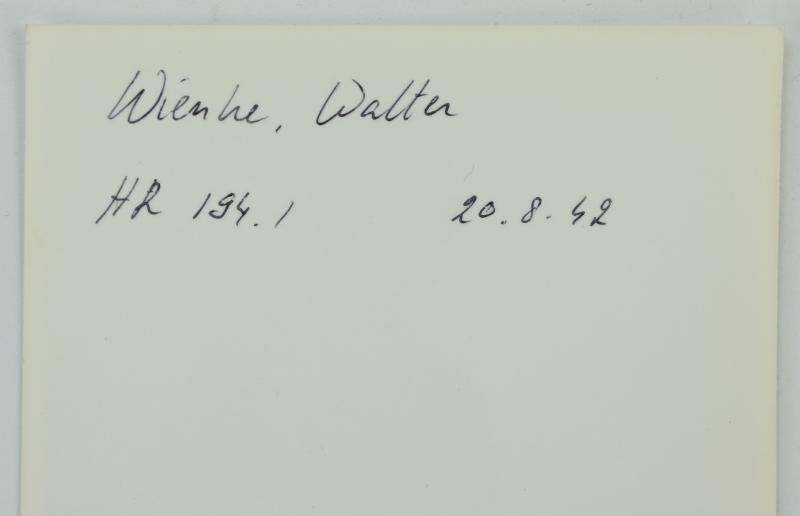 Wienke, Walter
HR 194.1 20.8.42